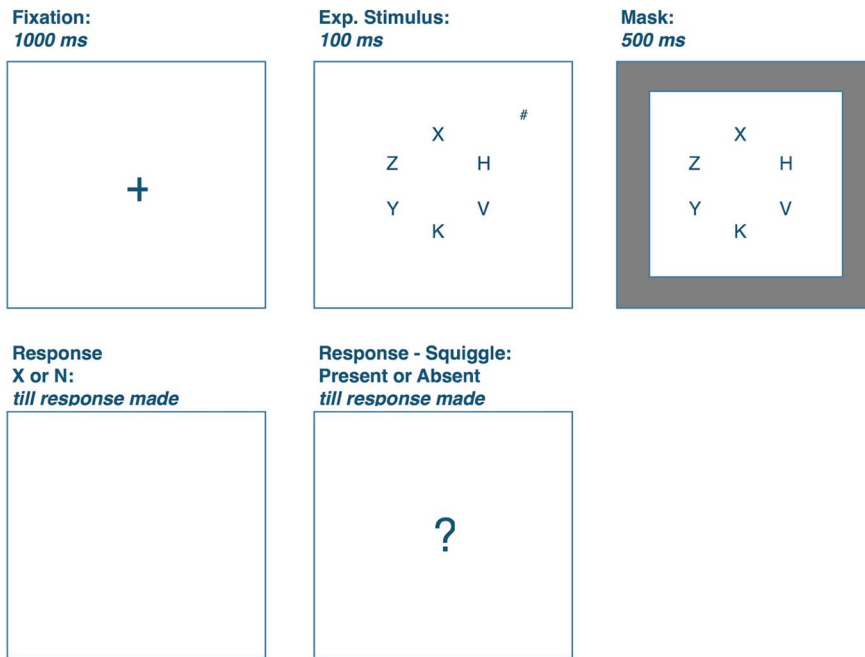 Fixation:
1000 ms
+
Exp. Stimulus:
100 ms
#
X
Z H
Y V
K
Mask:
500 ms
X
Z H
Y V
K
Response
X or N:
till response made
Response - Squiggle:
Present or Absent
till response made
?